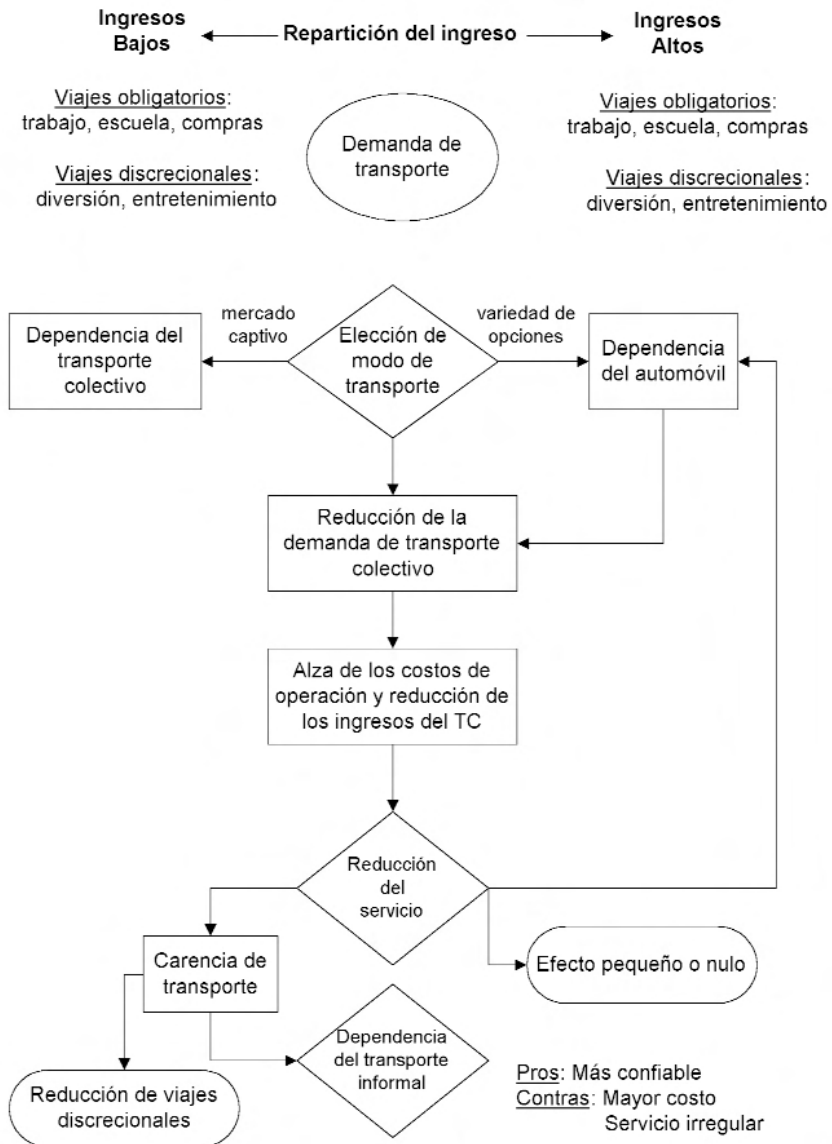 Ingresos
Bajos
Repartición del ingreso
Ingresos
Altos
Viajes obligatorios:
trabajo, escuela, compras
Viajes discrecionales:
diversión, entretenimiento
Demanda de
transporte
Viajes obligatorios:
trabajo, escuela, compras
Viajes discrecionales:
diversión, entretenimiento
Dependencia del
transporte
colectivo
mercado
captivo
Elección de
modo de
transporte
variedad de
opciones
Dependencia
del automóvil
Reducción de la
demanda de transporte
colectivo
Alza de los costos de
operación y reducción de
los ingresos del TC
Reducción
del
servicio
Carencia de
transporte
Efecto pequeño o nulo
Dependencia
del transporte
informal
Reducción de viajes
discrecionales
Pros: Más confiable
Contras: Mayor costo
Servicio irregular